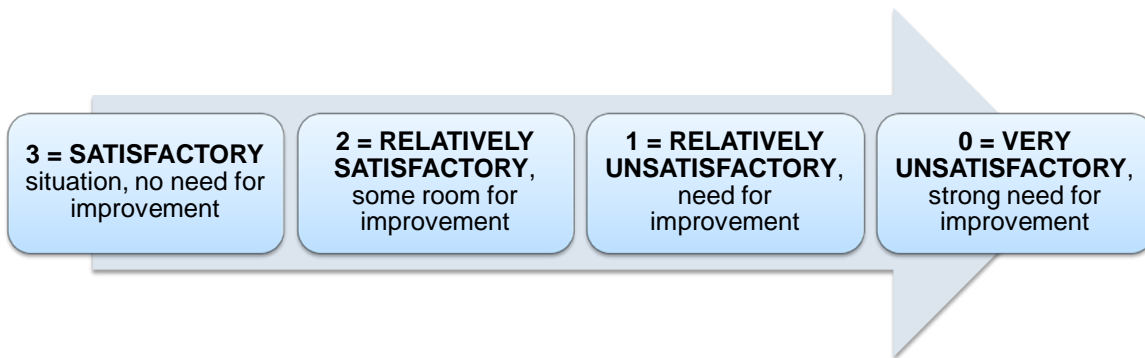 3 = SATISFACTORY
situation, no need for
improvement
2 = RELATIVELY
SATISFACTORY,
some room for
improvement
1 = RELATIVELY
UNSATISFACTORY,
need for
improvement
0 = VERY
UNSATISFACTORY,
strong need for
improvement